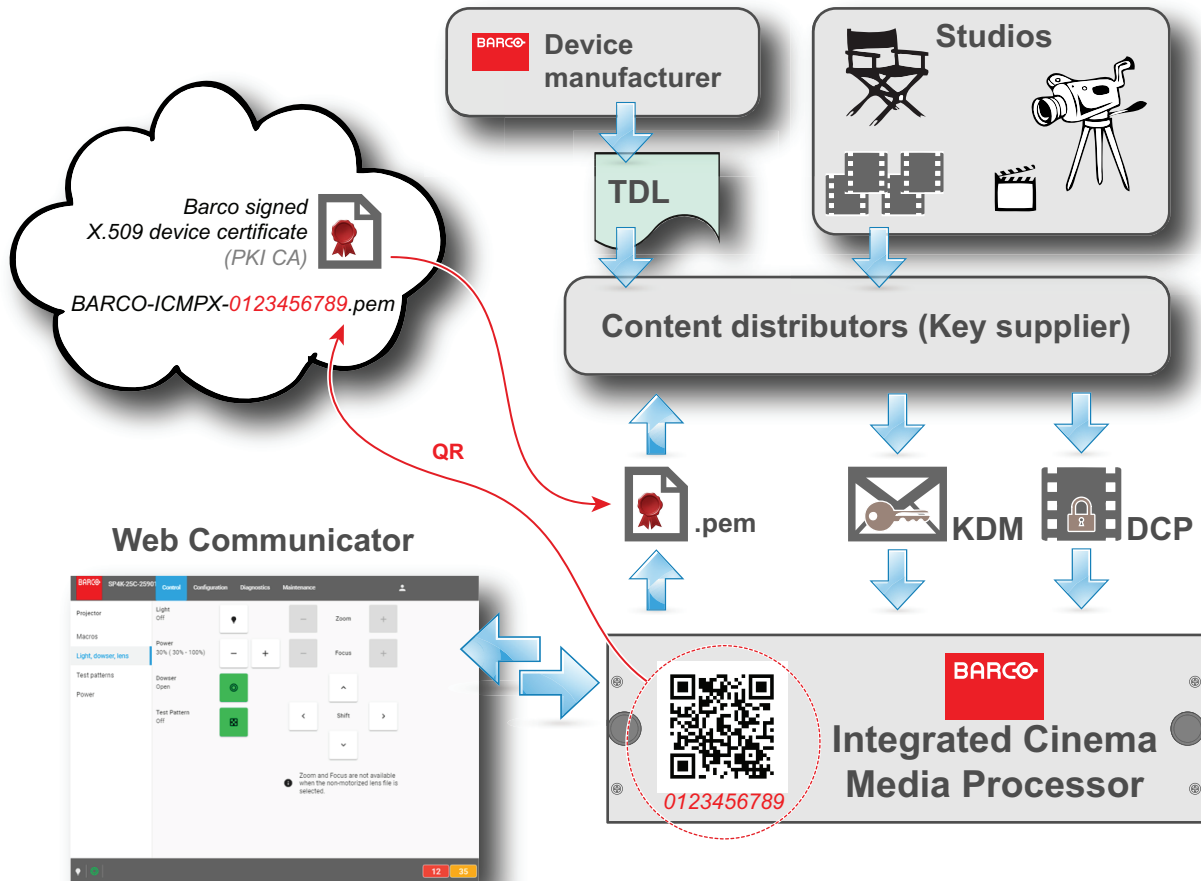 BARCO
Device
manufacturer
Studios
TDL
Barco signed
X.509 device certificate
(PKI CA)
BARCO-ICMPX-0123456789.pem
Content distributors (Key supplier)
QR
.pem
KDM
DCP
Web Communicator
BARCO
SP4K-25C-25901
Control
Configuration
Diagnostics
Maintenance
Projector
Macros
Light, dowser, lens
Test patterns
Power
Light
Off
Zoom
Power
30% ( 30% - 100%)
Focus
Dowser
Open
Test Pattern
Off
Shift
Zoom and Focus are not available
when the non-motorized lens file is
selected.
12
35
BARCO
Integrated Cinema
Media Processor
0123456789